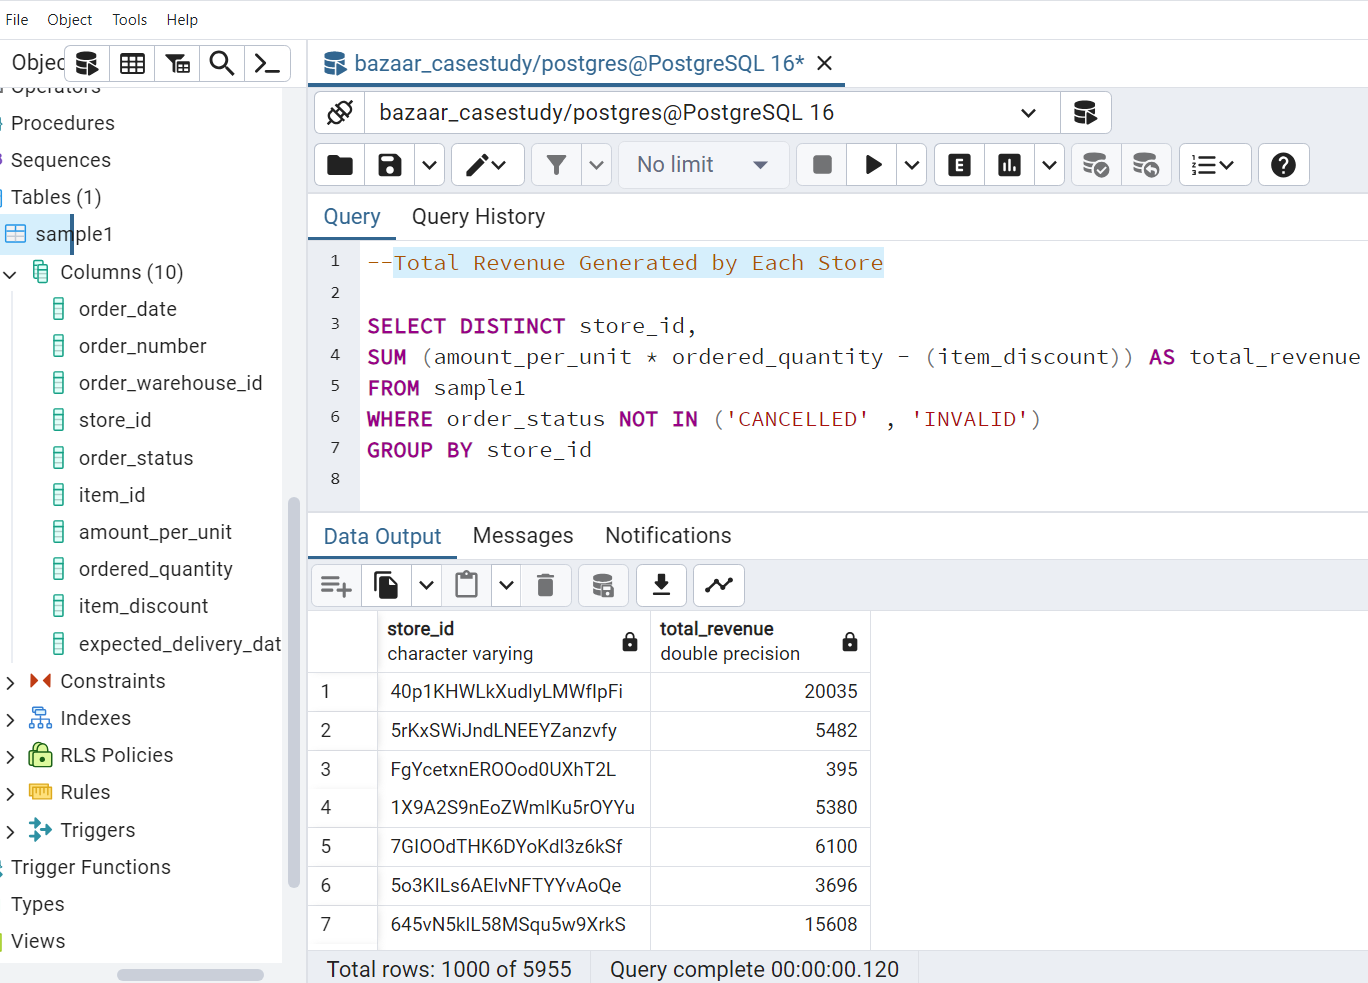 File Object Tools Help
Objec
bazaar_casestudy/postgres@PostgreSQL 16*
Operators
Procedures
Sequences
Tables (1)
sample1
Columns (10)
order_date
order_number
order_warehouse_id
store_id
order_status
item_id
amount_per_unit
ordered_quantity
item_discount
expected_delivery_dat
Constraints
Indexes
RLS Policies
Rules
Triggers
Trigger Functions
Types
Views
bazaar_casestudy/postgres@PostgreSQL 16
No limit
E
Query Query History
1 --Total Revenue Generated by Each Store
2
3 SELECT DISTINCT store_id,
4 SUM (amount_per_unit * ordered_quantity - (item_discount)) AS total_revenue
5 FROM sample1
6 WHERE order_status NOT IN ('CANCELLED' , 'INVALID')
7 GROUP BY store_id
8
Data Output Messages Notifications
store_id total_revenue
character varying double precision
1 40p1KHWLkXudlyLMWflpFi 20035
2 5rKxSWiJndLNEEYZanzvfy 5482
3 FgYcetxnEROOod0UXhT2L 395
4 1X9A2S9nEoZWmlKu5rOYYu 5380
5 7GIOOdTHK6DYoKdI3z6kSf 6100
6 5o3KILs6AElvNFTYYvAoQe 3696
7 645vN5klL58MSqu5w9XrkS 15608
Total rows: 1000 of 5955 Query complete 00:00:00.120